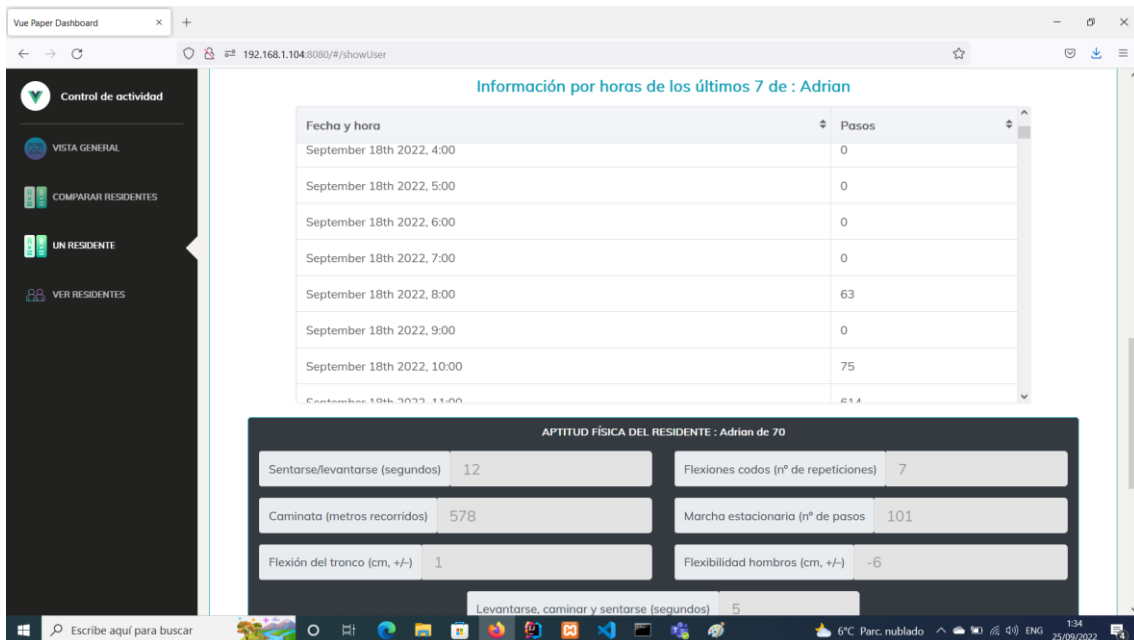 Vue Paper Dashboard
192.168.1.104:8080/#/showUser
Control de actividad
VISTA GENERAL
COMPARAR RESIDENTES
UN RESIDENTE
VER RESIDENTES
Información por horas de los últimos 7 de : Adrian
Fecha y hora Pasos
September 18th 2022, 4:00 0
September 18th 2022, 5:00 0
September 18th 2022, 6:00 0
September 18th 2022, 7:00 0
September 18th 2022, 8:00 63
September 18th 2022, 9:00 0
September 18th 2022, 10:00 75
September 18th 2022, 11:00 614
APTITUD FÍSICA DEL RESIDENTE : Adrian de 70
Sentarse/levantarse (segundos) 12 Flexiones codos (nº de repeticiones) 7
Caminata (metros recorridos) 578 Marcha estacionaria (nº de pasos 101
Flexión del tronco (cm, +/-) 1 Flexibilidad hombros (cm, +/-) -6
Levantarse, caminar y sentarse (segundos) 5
Escribe aquí para buscar 6°C Parc. nublado ENG 1:34
25/09/2022